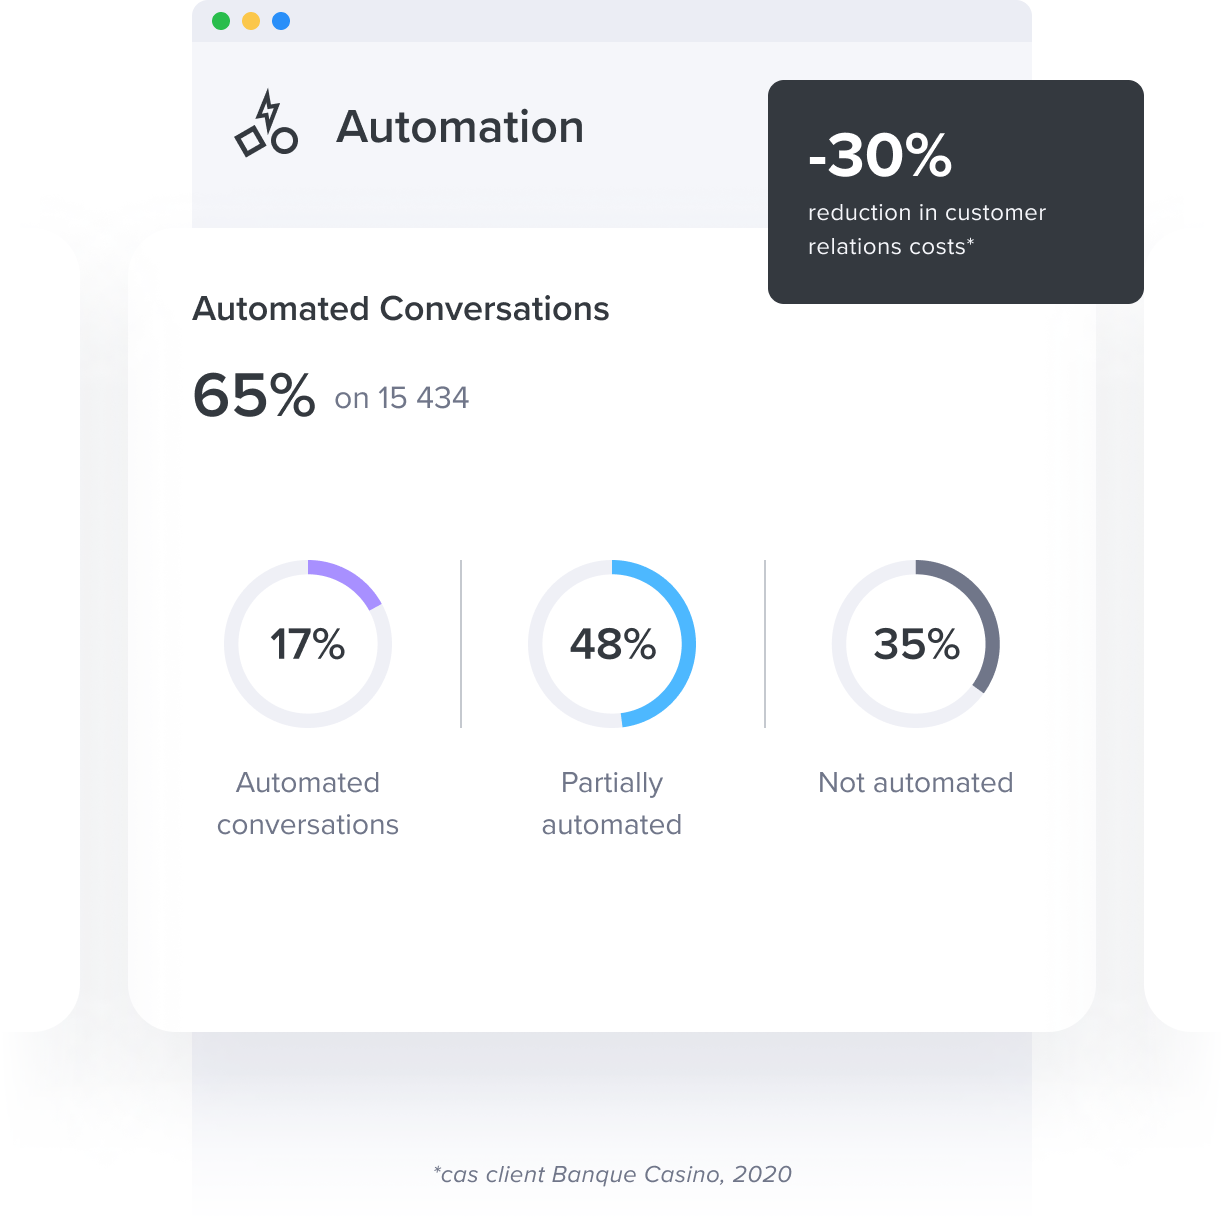 Automation
-30%
reduction in customer
relations costs*
Automated Conversations
65% on 15 434
17%
48%
35%
Automated
conversations
Partially
automated
Not automated
*cas client Banque Casino, 2020